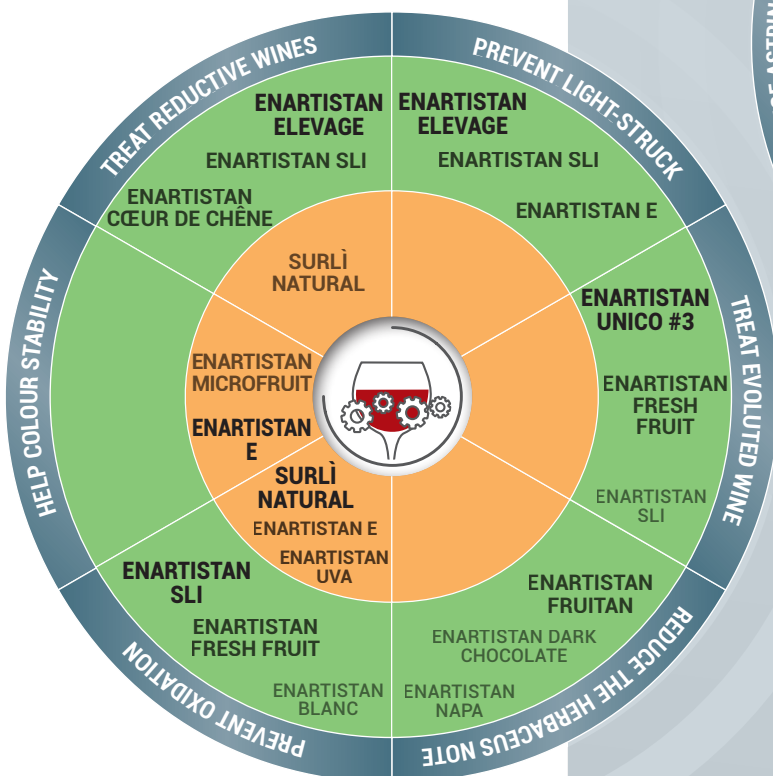 TREAT REDUCTIVE WINES
ENARTISTAN
ELEVAGE
ENARTISTAN SLI
ENARTISTAN
CŒUR DE CHÊNE
SURLÌ
NATURAL
PREVENT LIGHT-STRUCK
ENARTISTAN
ELEVAGE
ENARTISTAN SLI
ENARTISTAN E
TREAT EVOLUTED WINE
ENARTISTAN
UNICO #3
ENARTISTAN
FRESH
FRUIT
ENARTISTAN
SLI
REDUCE THE HERBACEUS NOTE
ENARTISTAN
FRUITAN
ENARTISTAN DARK
CHOCOLATE
ENARTISTAN
NAPA
PREVENT OXIDATION
SURLÌ
NATURAL
ENARTISTAN E
ENARTISTAN
UVA
ENARTISTAN
SLI
ENARTISTAN
FRESH FRUIT
ENARTISTAN
BLANC
HELP COLOUR STABILITY
ENARTISTAN
MICROFRUIT
ENARTISTAN
E